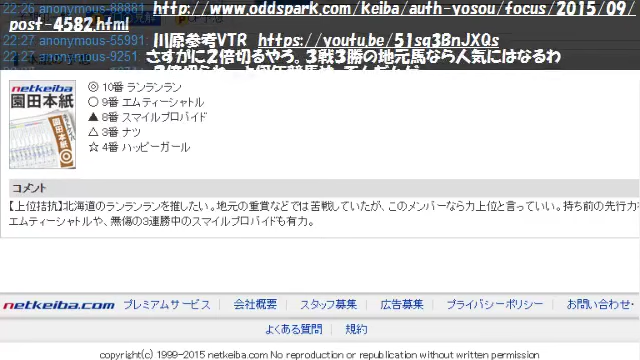 22:26 anonymous-88881 http://www.oddspark.com/keiba/auth-yosou/focus/2015/09/
post-4582.html
22:27 anonymous-55991: 川原参考VTR https://youtu.be/51sq3BnJXQs
22:27 anonymous-9251 さすがに2倍切るやろ。3戦3勝の地元馬なら人気にはなるわ
netkeiba
園田本紙
◎ 10番 ランランラン
○ 9番 エムティーシャトル
▲ 8番 スマイルプロバイド
△ 3番 ナツ
☆ 4番 ハッピーガール
コメント
【上位拮抗】北海道のランランランを推したい。地元の重賞などでは苦戦していたが、このメンバーなら力上位と言っていい。持ち前の先行力
エムティーシャトルや、無傷の3連勝中のスマイルプロバイドも有力。
netkeiba.com プレミアムサービス 会社概要 スタッフ募集 広告募集 プライバシーポリシー お問い合わせ・
よくある質問 規約
copyright(c) 1999-2015 netkeiba.com No reproduction or republication without written permission